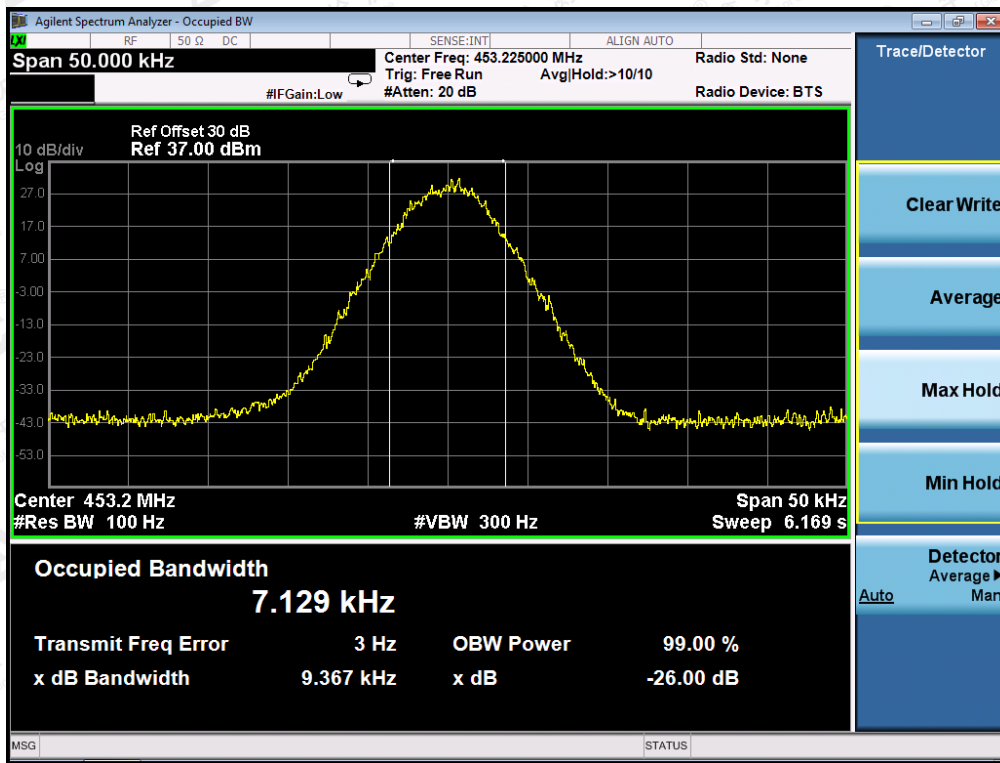 Agilent Spectrum Analyzer - Occupied BW
LXI RF 50 Ω DC SENSE:INT ALIGN AUTO
Span 50.000 kHz
Center Freq: 453.225000 MHz
Radio Std: None
Trig: Free Run Avg|Hold:>10/10
#IFGain:Low
#Atten: 20 dB
Radio Device: BTS
Ref Offset 30 dB
10 dB/div Ref 37.00 dBm
Log
27.0
17.0
7.00
-3.00
-13.0
-23.0
-33.0
-43.0
-53.0
Center 453.2 MHz
Span 50 kHz
#Res BW 100 Hz
#VBW 300 Hz
Sweep 6.169 s
Occupied Bandwidth
7.129 kHz
Transmit Freq Error 3 Hz OBW Power 99.00 %
x dB Bandwidth 9.367 kHz x dB -26.00 dB
MSG
STATUS
Trace/Detector
Clear Write
Average
Max Hold
Min Hold
Detector
Average
Auto Man